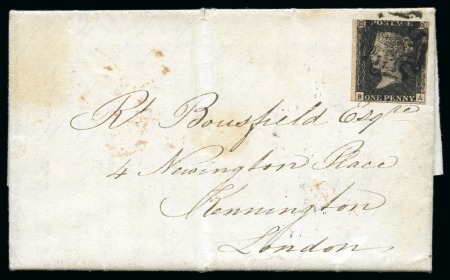 POSTAGE
B A
ONE PENNY
Rt Bousfield Esqre
4 Newington Place
Kennington
London